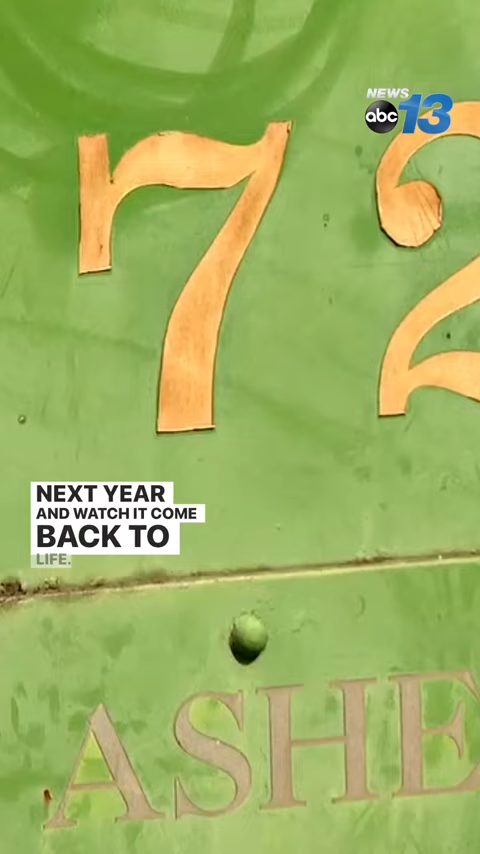 NEWS
abc 13
72
NEXT YEAR
AND WATCH IT COME
BACK TO
LIFE.
ASHE